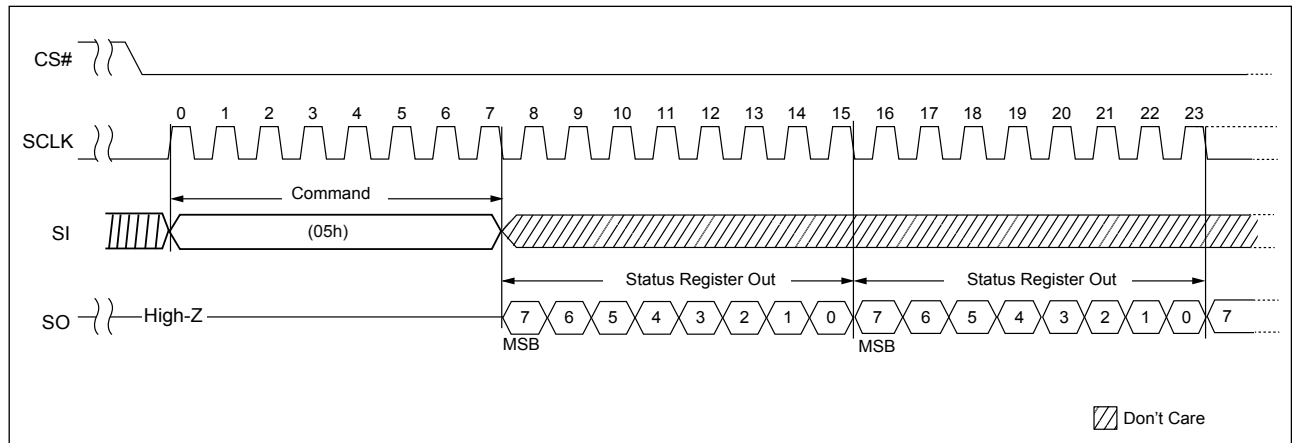 CS#
0 1 2 3 4 5 6 7 8 9 10 11 12 13 14 15 16 17 18 19 20 21 22 23
SCLK
Command
SI (05h)
Status Register Out Status Register Out
SO High-Z 7 6 5 4 3 2 1 0 7 6 5 4 3 2 1 0 7
MSB MSB
Don't Care